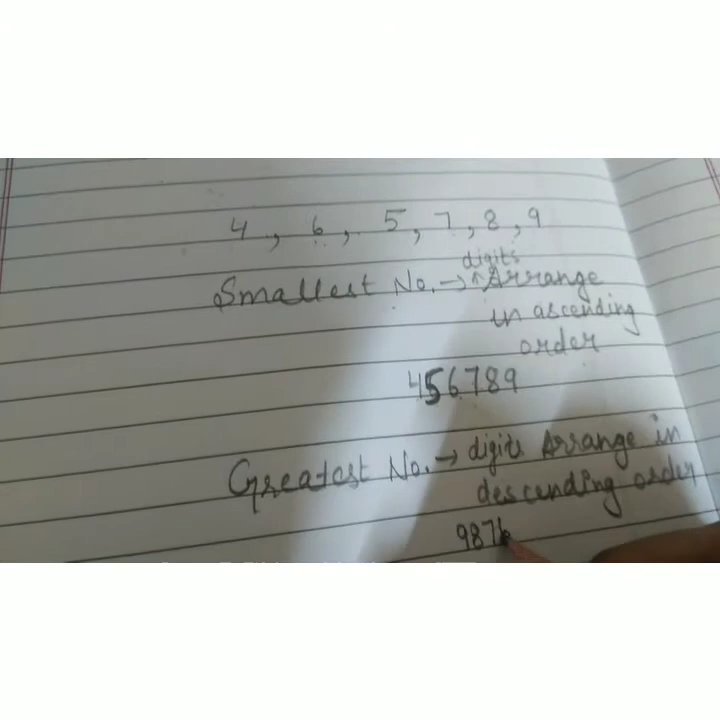 4 , 6 , 5 , 7 , 8 , 9
digits
Smallest No. → ^Arrange
in ascending
order
456789
Greatest No. → digits Arrange in
descending order
9876